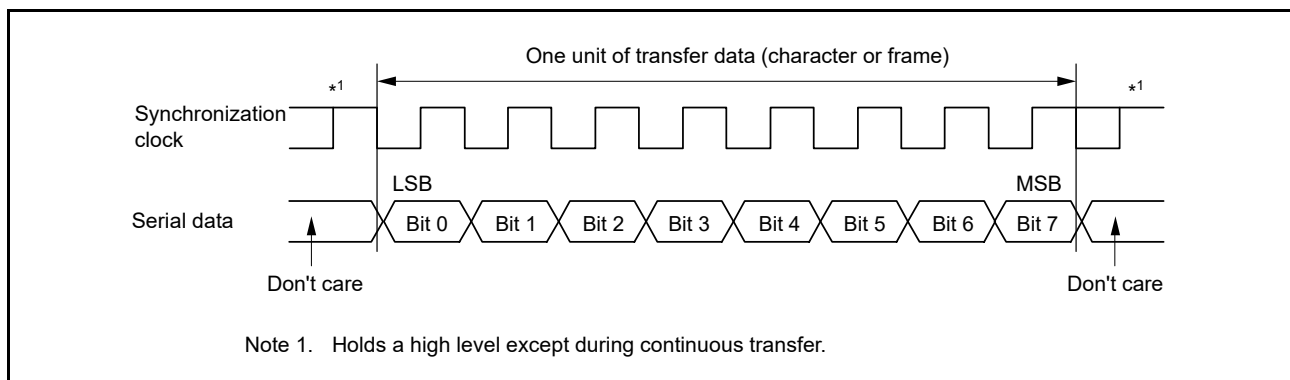 One unit of transfer data (character or frame)
*1
*1
Synchronization
clock
LSB
MSB
Serial data
Bit 0
Bit 1
Bit 2
Bit 3
Bit 4
Bit 5
Bit 6
Bit 7
Don't care
Don't care
Note 1. Holds a high level except during continuous transfer.